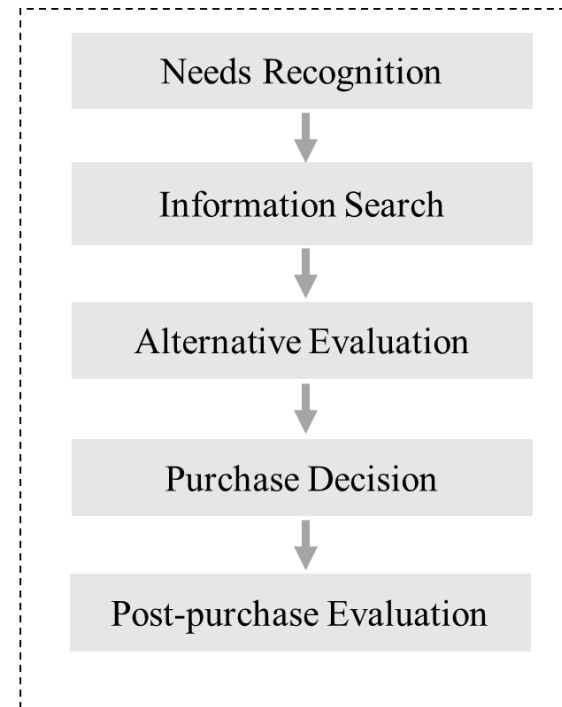 Needs Recognition
Information Search
Alternative Evaluation
Purchase Decision
Post-purchase Evaluation